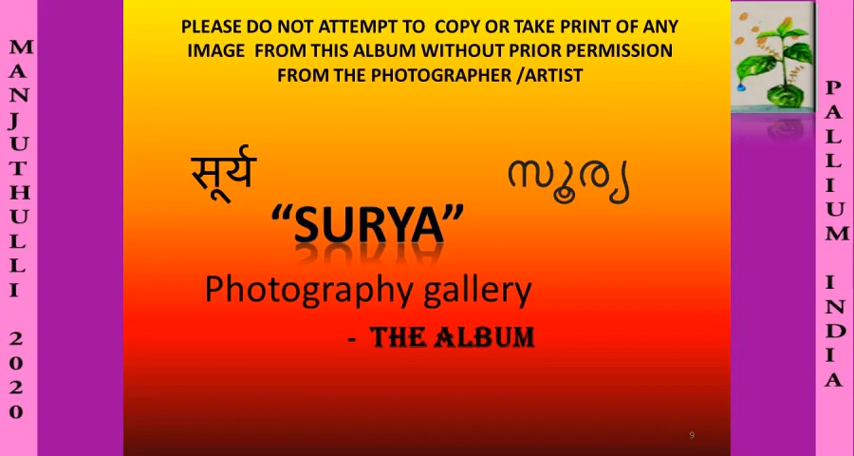 PLEASE DO NOT ATTEMPT TO COPY OR TAKE PRINT OF ANY
IMAGE FROM THIS ALBUM WITHOUT PRIOR PERMISSION
FROM THE PHOTOGRAPHER /ARTIST
MANJUTHULLI 2020
सूर्य
സൂര്യ
“SURYA”
Photography gallery
- THE ALBUM
PALLIUM INDIA
9